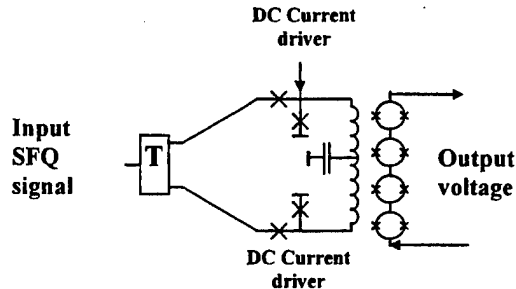 DC Current
driver
Input
SFQ
signal
T
Output
voltage
DC Current
driver